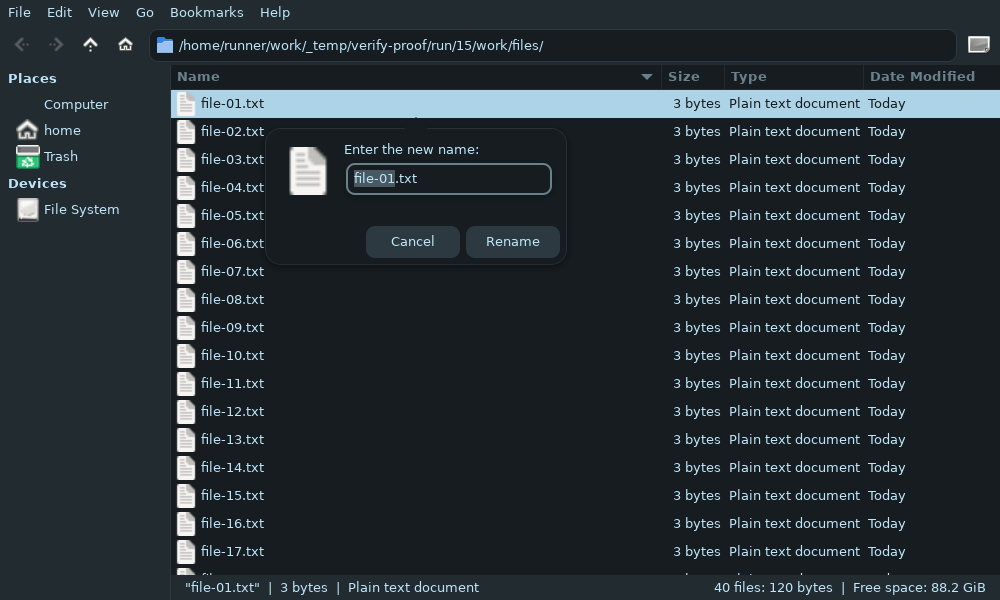 File Edit View Go Bookmarks Help
/home/runner/work/_temp/verify-proof/run/15/work/files/
Places
Computer
home
Trash
Devices
File System
Name Size Type Date Modified
file-01.txt 3 bytes Plain text document Today
file-02.txt 3 bytes Plain text document Today
file-03.txt 3 bytes Plain text document Today
file-04.txt 3 bytes Plain text document Today
file-05.txt 3 bytes Plain text document Today
file-06.txt 3 bytes Plain text document Today
file-07.txt 3 bytes Plain text document Today
file-08.txt 3 bytes Plain text document Today
file-09.txt 3 bytes Plain text document Today
file-10.txt 3 bytes Plain text document Today
file-11.txt 3 bytes Plain text document Today
file-12.txt 3 bytes Plain text document Today
file-13.txt 3 bytes Plain text document Today
file-14.txt 3 bytes Plain text document Today
file-15.txt 3 bytes Plain text document Today
file-16.txt 3 bytes Plain text document Today
file-17.txt 3 bytes Plain text document Today
Enter the new name:
file-01.txt
Cancel Rename
"file-01.txt" | 3 bytes | Plain text document 40 files: 120 bytes | Free space: 88.2 GiB